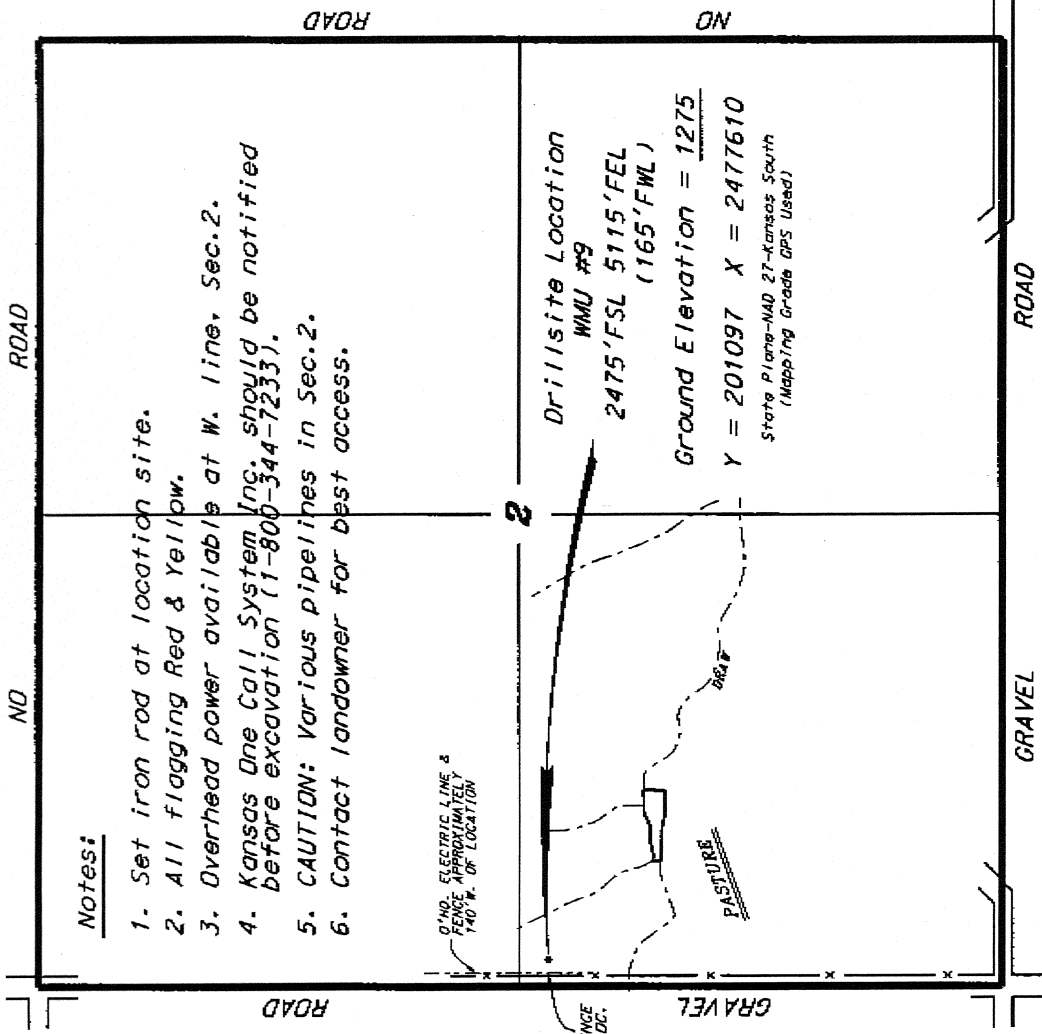 NO ROAD
Notes:
1. Set iron rod at location site.
2. All flagging Red & Yellow.
3. Overhead power available at W. line, Sec.2.
4. Kansas One Call System Inc. should be notified
before excavation (1-800-344-7233).
5. CAUTION: Various pipelines in Sec.2.
6. Contact landowner for best access.
ROAD
NO
O'HD. ELECTRIC LINE &
FENCE APPROXIMATELY
140'W. OF LOCATION
2
Drillsite Location
WMU #9
2475'FSL 5115'FEL
(165'FWL)
Ground Elevation = 1275
Y = 201097 X = 2477610
State Plane-NAD 27-Kansas South
(Mapping Grade GPS Used)
DRAW
PASTURE
NCE
OC.
GRAVEL ROAD
GRAVEL ROAD